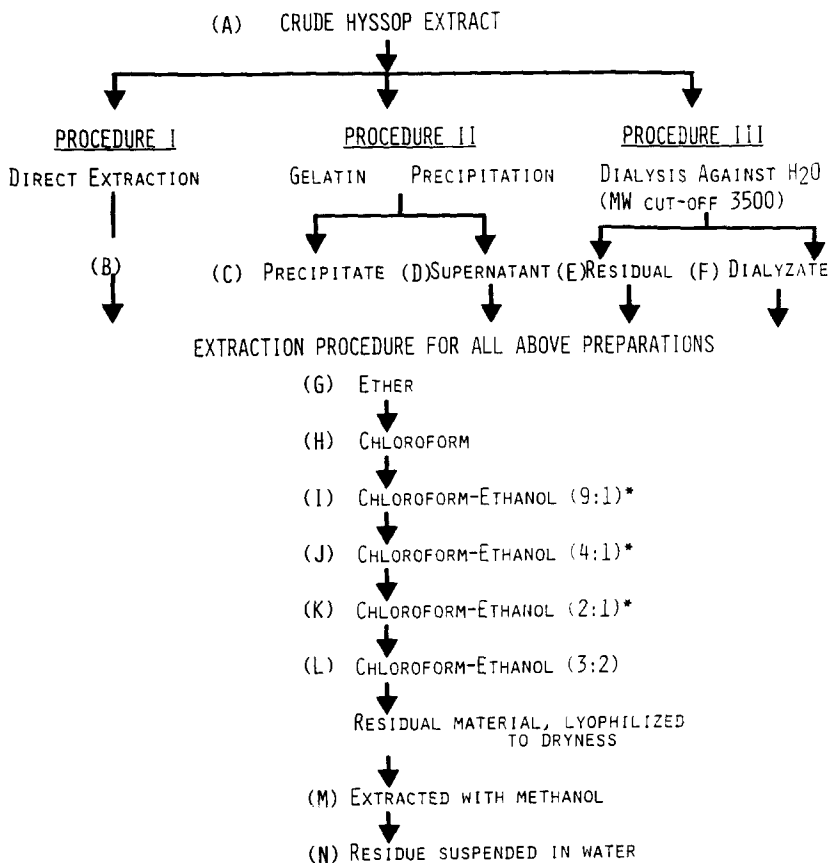 (A) CRUDE HYSSOP EXTRACT
PROCEDURE I PROCEDURE II PROCEDURE III
DIRECT EXTRACTION GELATIN PRECIPITATION DIALYSIS AGAINST H2O
(MW CUT-OFF 3500)
(B) (C) PRECIPITATE (D) SUPERNATANT (E) RESIDUAL (F) DIALYZATE
EXTRACTION PROCEDURE FOR ALL ABOVE PREPARATIONS
(G) ETHER
(H) CHLOROFORM
(I) CHLOROFORM-ETHANOL (9:1)*
(J) CHLOROFORM-ETHANOL (4:1)*
(K) CHLOROFORM-ETHANOL (2:1)*
(L) CHLOROFORM-ETHANOL (3:2)
RESIDUAL MATERIAL, LYOPHILIZED
TO DRYNESS
(M) EXTRACTED WITH METHANOL
(N) RESIDUE SUSPENDED IN WATER